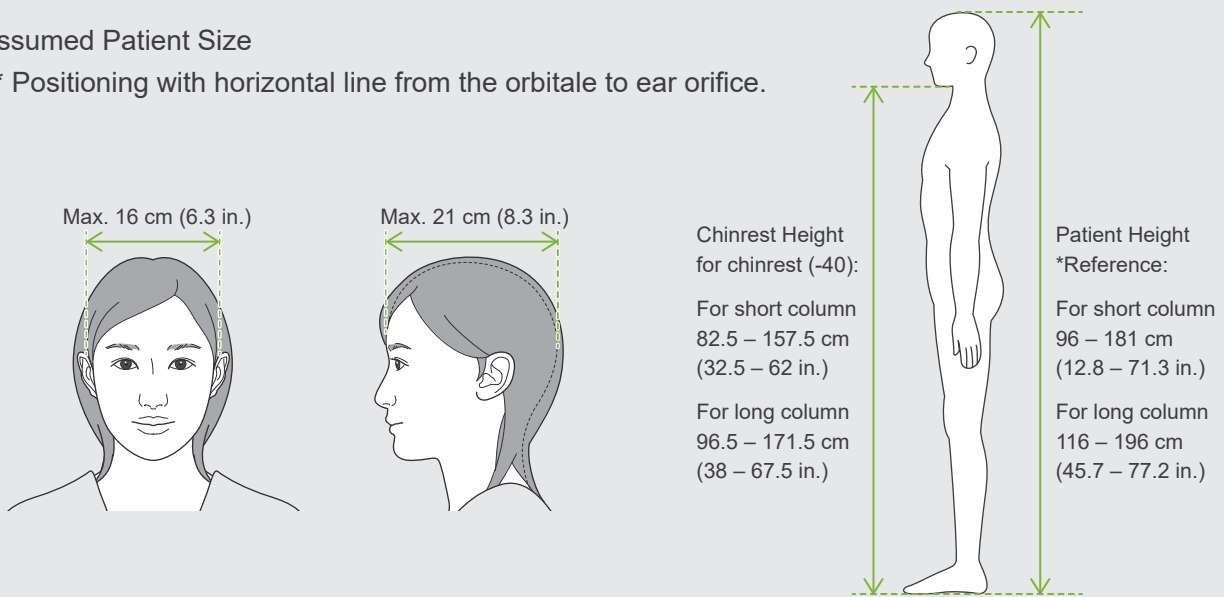 ssumed Patient Size
* Positioning with horizontal line from the orbitale to ear orifice.
Max. 16 cm (6.3 in.)
Max. 21 cm (8.3 in.)
Chinrest Height
for chinrest (-40):
For short column
82.5 – 157.5 cm
(32.5 – 62 in.)
For long column
96.5 – 171.5 cm
(38 – 67.5 in.)
Patient Height
*Reference:
For short column
96 – 181 cm
(12.8 – 71.3 in.)
For long column
116 – 196 cm
(45.7 – 77.2 in.)